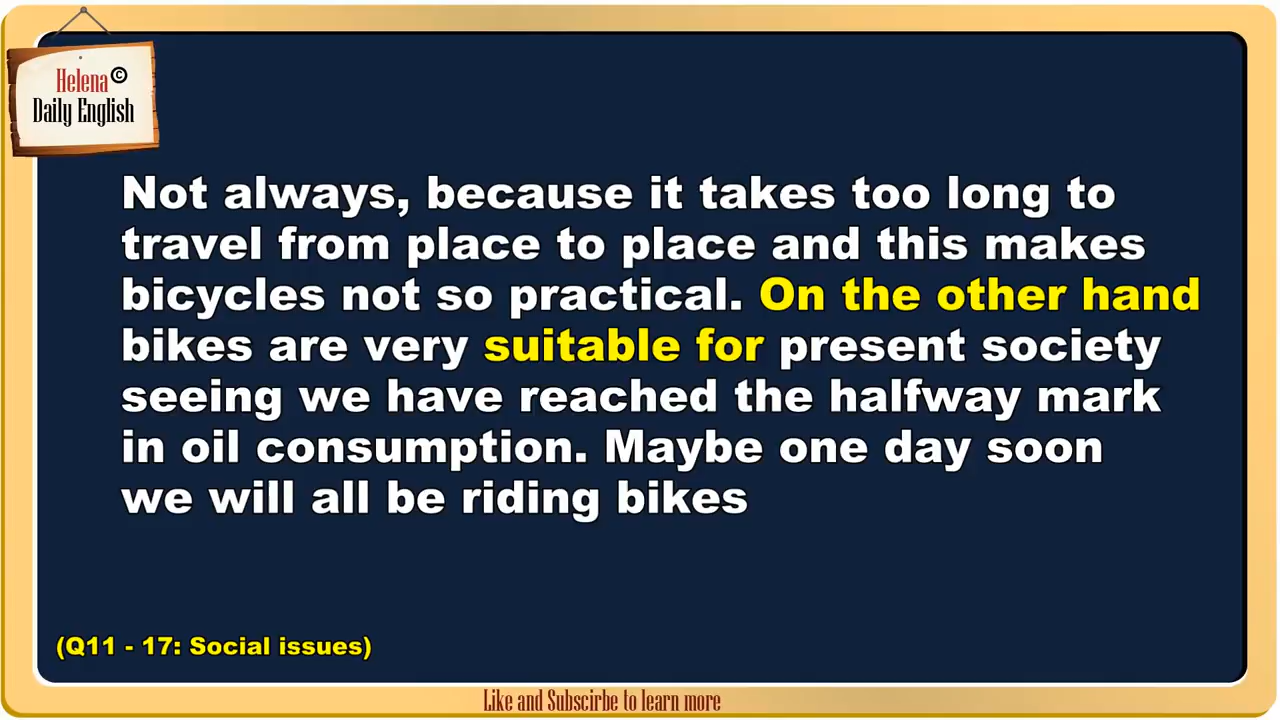 Helena©
Daily English
Not always, because it takes too long to
travel from place to place and this makes
bicycles not so practical. On the other hand
bikes are very suitable for present society
seeing we have reached the halfway mark
in oil consumption. Maybe one day soon
we will all be riding bikes
(Q11 - 17: Social issues)
Like and Subscirbe to learn more